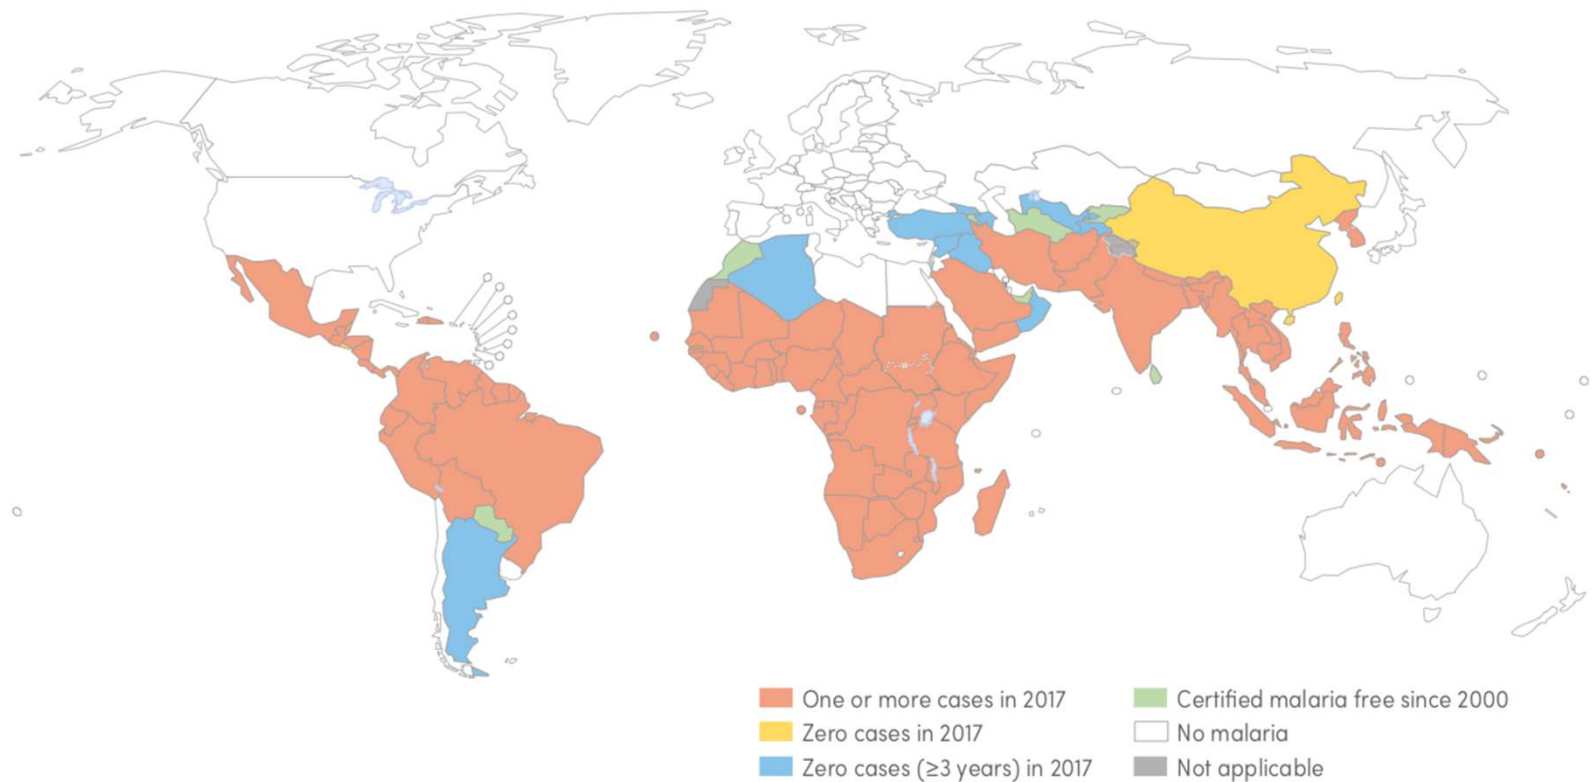 One or more cases in 2017
Zero cases in 2017
Zero cases (≥3 years) in 2017
Certified malaria free since 2000
No malaria
Not applicable